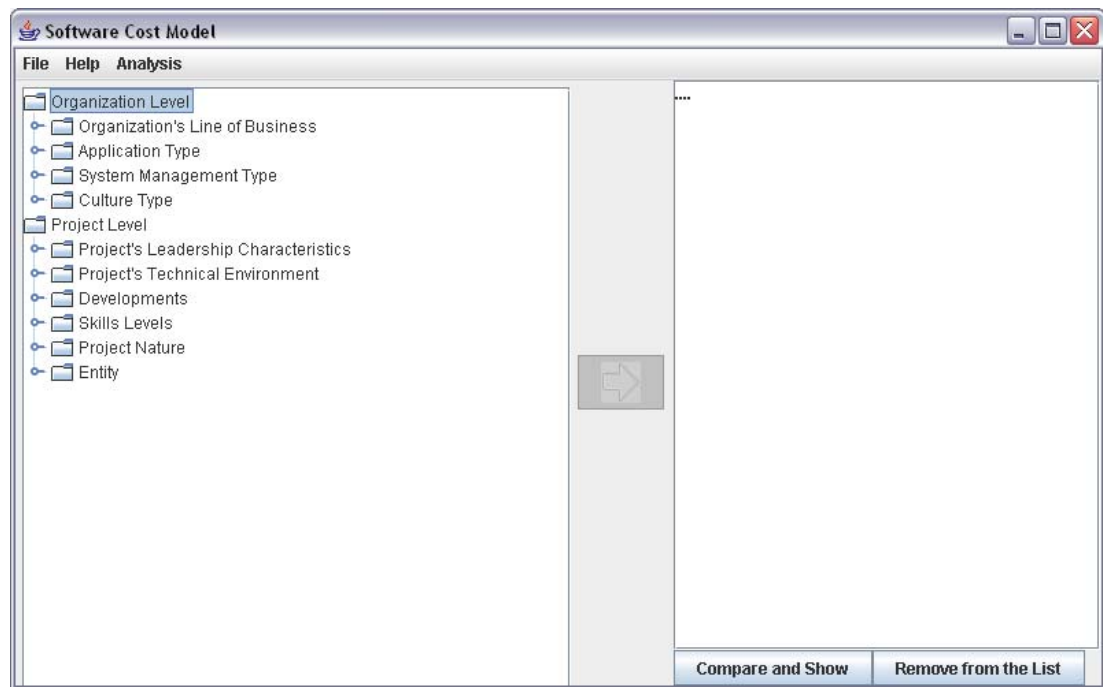 Software Cost Model
File Help Analysis
Organization Level
Organization's Line of Business
Application Type
System Management Type
Culture Type
Project Level
Project's Leadership Characteristics
Project's Technical Environment
Developments
Skills Levels
Project Nature
Entity
....
Compare and Show
Remove from the List